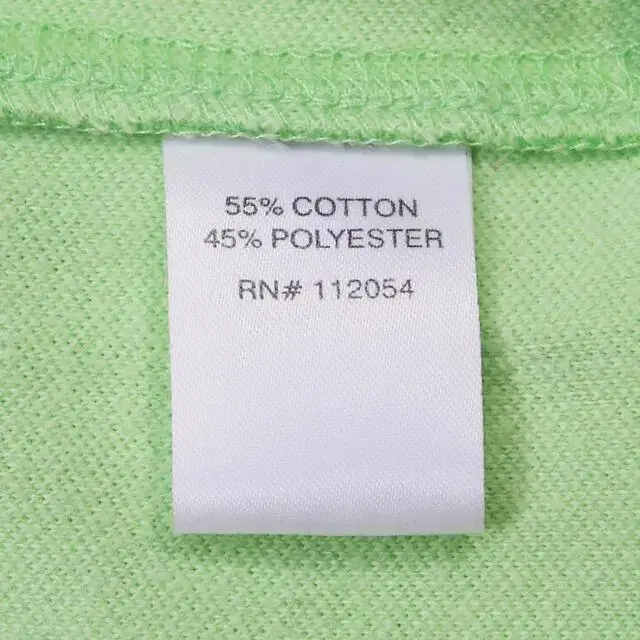 55% COTTON
45% POLYESTER
RN# 112054